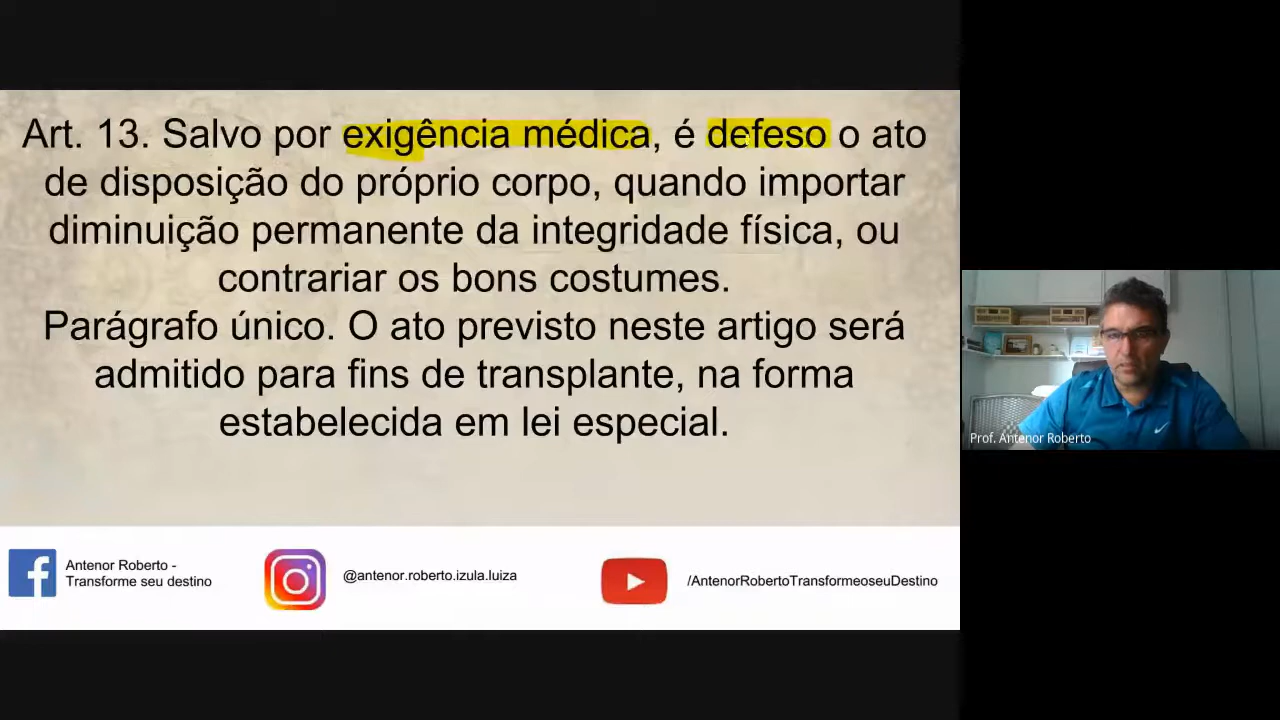 Art. 13. Salvo por exigência médica, é defeso o ato
de disposição do próprio corpo, quando importar
diminuição permanente da integridade física, ou
contrariar os bons costumes.
Parágrafo único. O ato previsto neste artigo será
admitido para fins de transplante, na forma
estabelecida em lei especial.
Antenor Roberto -
Transforme seu destino
@antenor.roberto.izula.luiza
/AntenorRobertoTransformeoseuDestino
Prof. Antenor Roberto